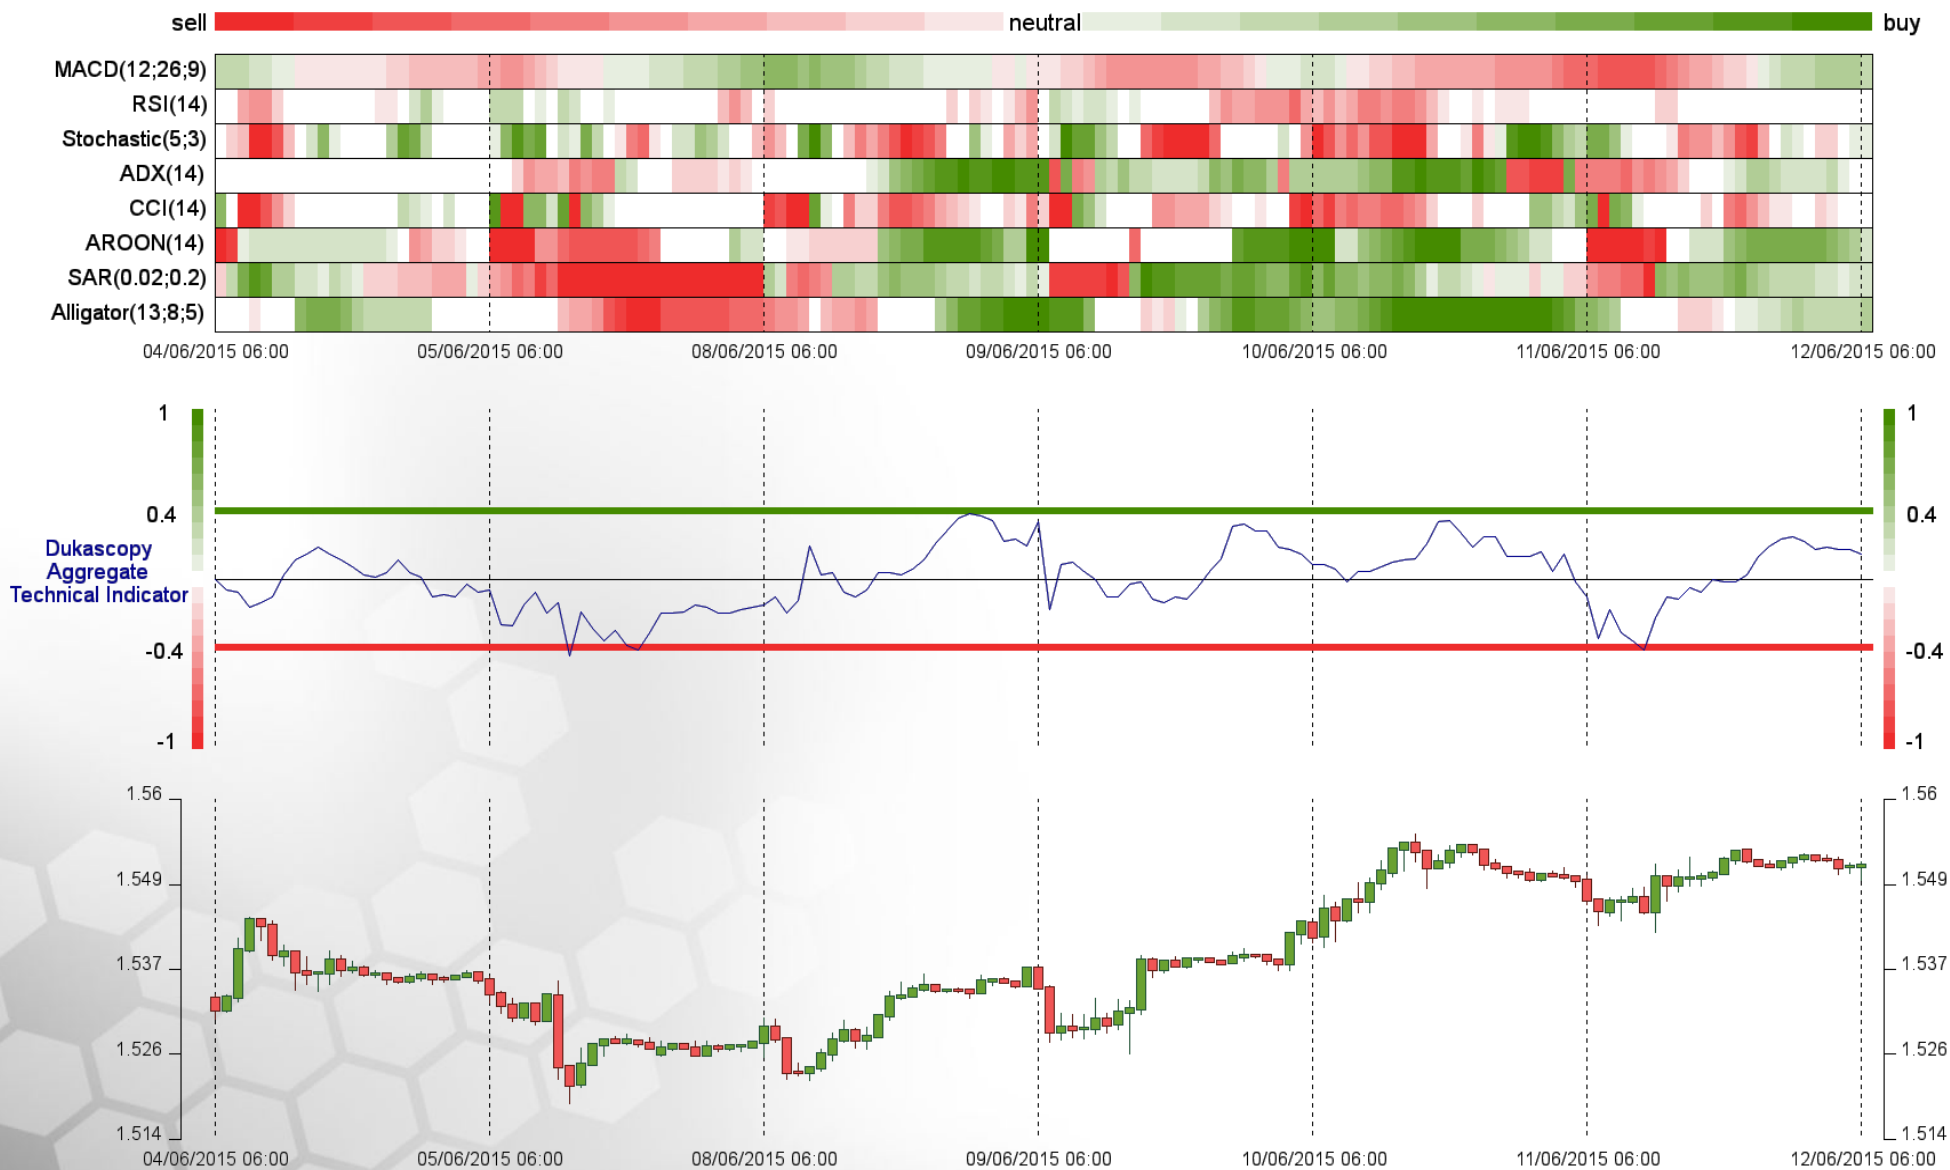 sell neutral buy
MACD(12;26;9)
RSI(14)
Stochastic(5;3)
ADX(14)
CCI(14)
AROON(14)
SAR(0.02;0.2)
Alligator(13;8;5)
04/06/2015 06:00 05/06/2015 06:00 08/06/2015 06:00 09/06/2015 06:00 10/06/2015 06:00 11/06/2015 06:00 12/06/2015 06:00
1 1
0.4 0.4
Dukascopy
Aggregate
Technical Indicator
-0.4 -0.4
-1 -1
1.56 1.56
1.549 1.549
1.537 1.537
1.526 1.526
1.514 1.514
04/06/2015 06:00 05/06/2015 06:00 08/06/2015 06:00 09/06/2015 06:00 10/06/2015 06:00 11/06/2015 06:00 12/06/2015 06:00